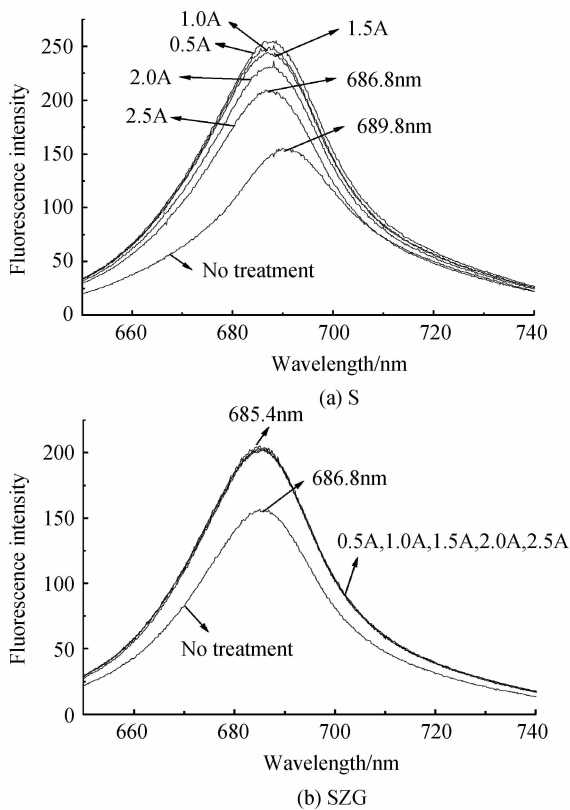 1.0A
0.5A
1.5A
2.0A
686.8nm
2.5A
689.8nm
No treatment
250
200
150
100
50
0
Fluorescence intensity
660 680 700 720 740
Wavelength/nm
(a) S
685.4nm
686.8nm
0.5A,1.0A,1.5A,2.0A,2.5A
No treatment
200
150
100
50
0
Fluorescence intensity
660 680 700 720 740
Wavelength/nm
(b) SZG